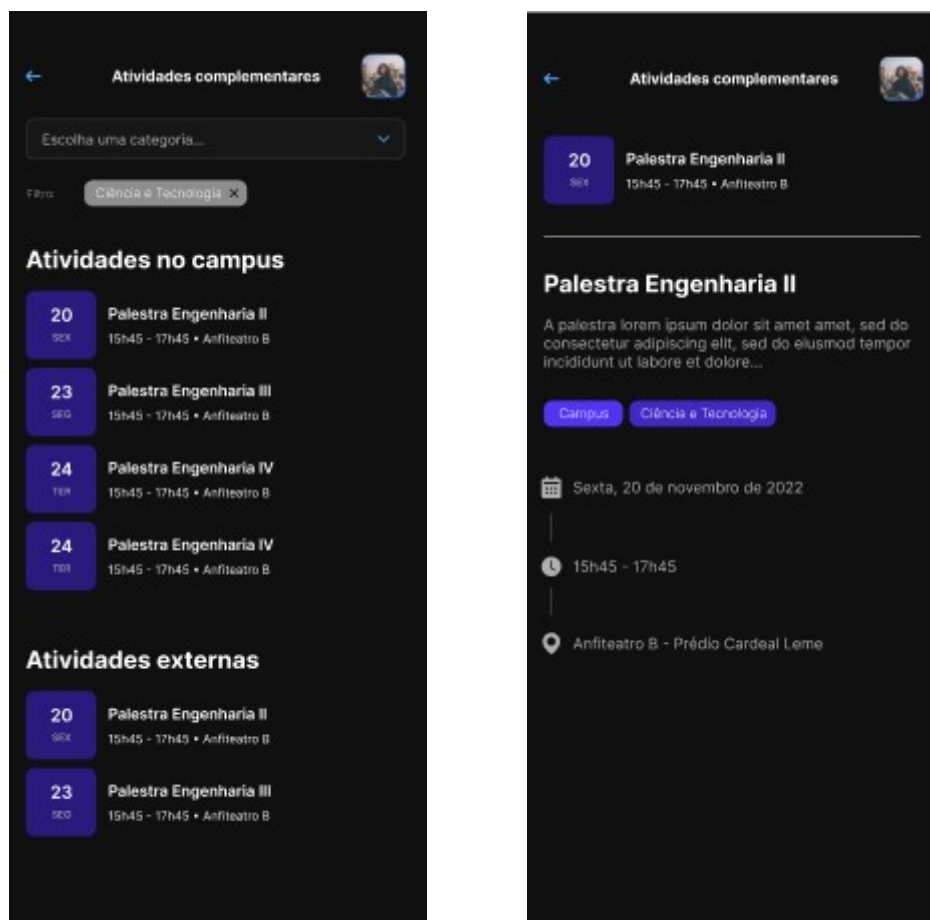 Atividades complementares
Escolha uma categoria...
Filtro:
Ciência e Tecnologia ×
Atividades no campus
20
SEX
Palestra Engenharia II
15h45 - 17h45 • Anfiteatro B
23
SEG
Palestra Engenharia III
15h45 - 17h45 • Anfiteatro B
24
TER
Palestra Engenharia IV
15h45 - 17h45 • Anfiteatro B
24
TER
Palestra Engenharia IV
15h45 - 17h45 • Anfiteatro B
Atividades externas
20
SEX
Palestra Engenharia II
15h45 - 17h45 • Anfiteatro B
23
SEG
Palestra Engenharia III
15h45 - 17h45 • Anfiteatro B
Atividades complementares
20
SEX
Palestra Engenharia II
15h45 - 17h45 • Anfiteatro B
Palestra Engenharia II
A palestra lorem ipsum dolor sit amet amet, sed do
consectetur adipiscing elit, sed do eiusmod tempor
incididunt ut labore et dolore...
Campus
Ciência e Tecnologia
Sexta, 20 de novembro de 2022
15h45 - 17h45
Anfiteatro B - Prédio Cardeal Leme